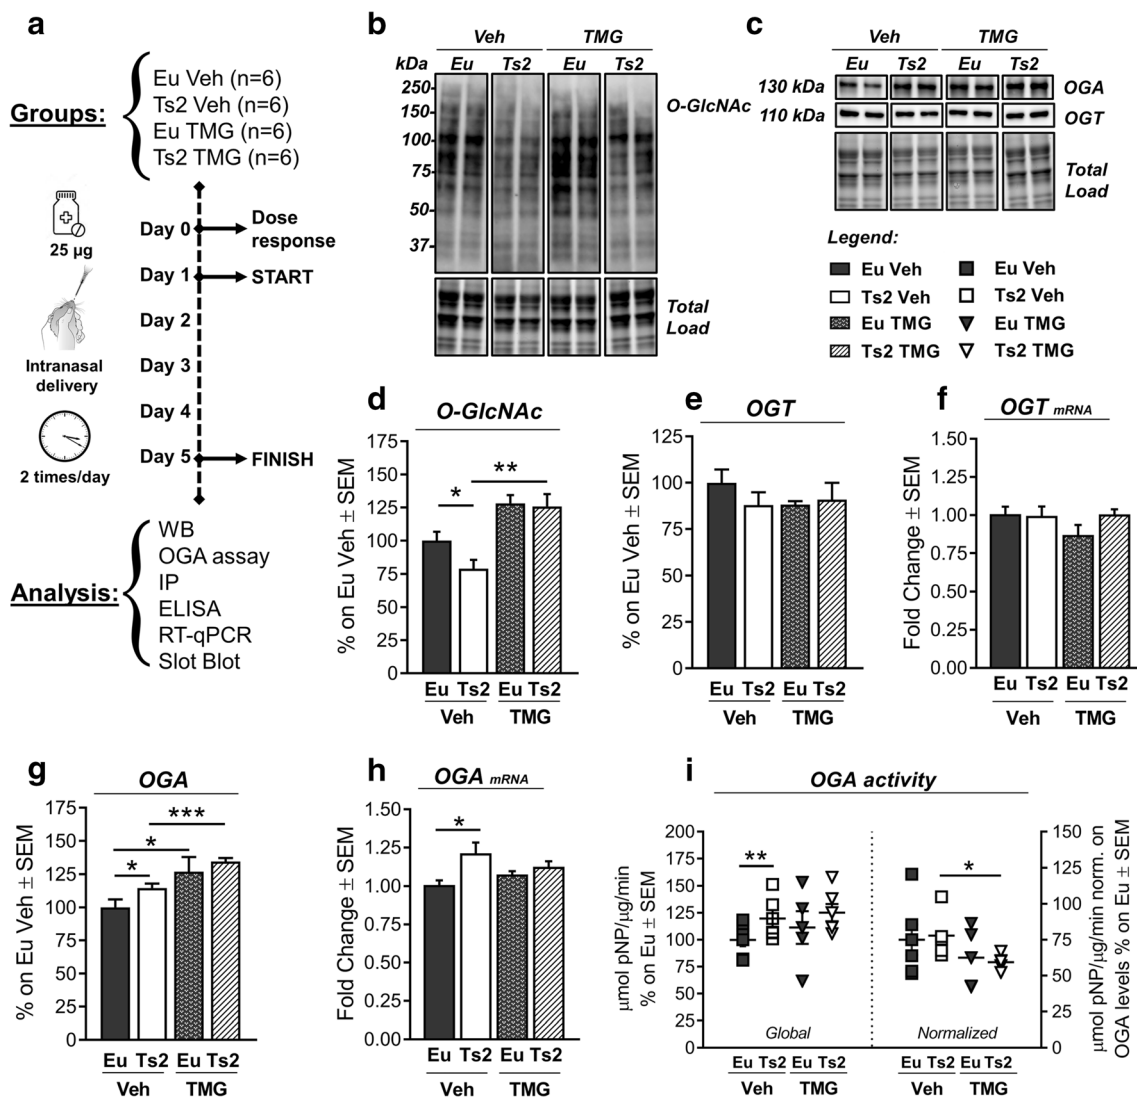 a
Groups:
Eu Veh (n=6)
Ts2 Veh (n=6)
Eu TMG (n=6)
Ts2 TMG (n=6)
25 µg
Intranasal
delivery
2 times/day
Day 0
Dose
response
Day 1
START
Day 2
Day 3
Day 4
Day 5
FINISH
Analysis:
WB
OGA assay
IP
ELISA
RT-qPCR
Slot Blot
b
Veh TMG
kDa Eu Ts2 Eu Ts2
250
150
100
75
50
37
O-GlcNAc
Total
Load
c
Veh TMG
Eu Ts2 Eu Ts2
130 kDa OGA
110 kDa OGT
Total
Load
Legend:
Eu Veh Eu Veh
Ts2 Veh Ts2 Veh
Eu TMG Eu TMG
Ts2 TMG Ts2 TMG
d
O-GlcNAc
% on Eu Veh ± SEM
175
150
125
100
75
50
25
0
*
**
Eu Ts2 Eu Ts2
Veh TMG
e
OGT
% on Eu Veh ± SEM
125
100
75
50
25
0
Eu Ts2 Eu Ts2
Veh TMG
f
OGT mRNA
Fold Change ± SEM
1.50
1.25
1.00
0.75
0.50
0.25
0.00
Eu Ts2 Eu Ts2
Veh TMG
g
OGA
% on Eu Veh ± SEM
175
150
125
100
75
50
25
0
***
*
*
Eu Ts2 Eu Ts2
Veh TMG
h
OGA mRNA
Fold Change ± SEM
1.50
1.25
1.00
0.75
0.50
0.25
0.00
*
Eu Ts2 Eu Ts2
Veh TMG
i
OGA activity
µmol pNP/µg/min
% on Eu ± SEM
200
175
150
125
100
75
50
25
0
**
*
Global Normalized
150
125
100
75
50
25
0
µmol pNP/µg/min norm. on
OGA levels % on Eu ± SEM
Eu Ts2 Eu Ts2 Eu Ts2 Eu Ts2
Veh TMG Veh TMG